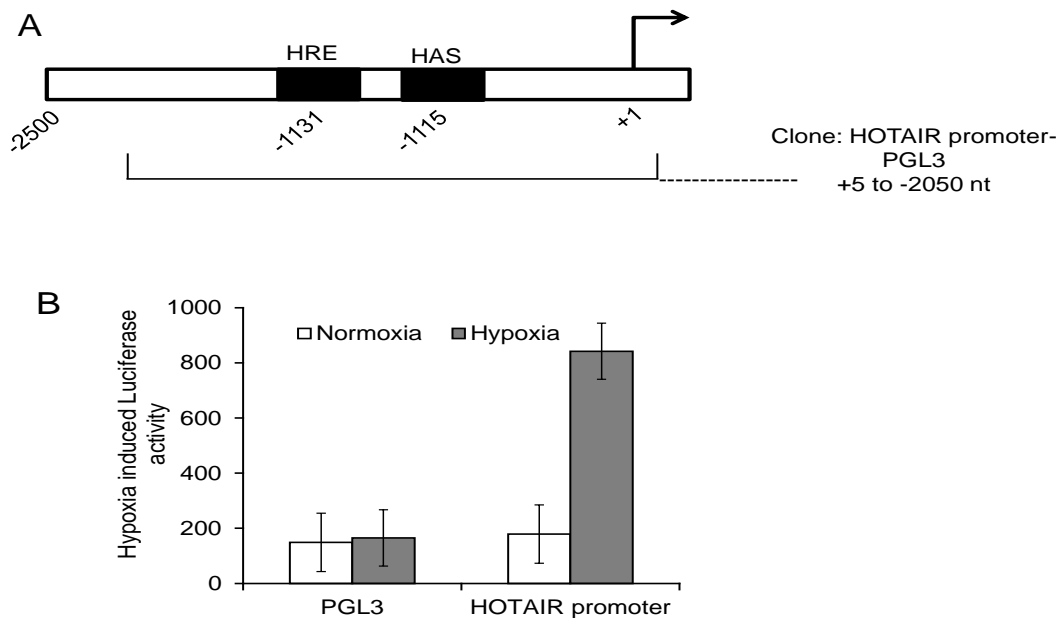 A
HRE
HAS
-2500
-1131
-1115
+1
Clone: HOTAIR promoter-
PGL3
+5 to -2050 nt
B
Hypoxia induced Luciferase
activity
1000
800
600
400
200
0
Normoxia
Hypoxia
PGL3
HOTAIR promoter